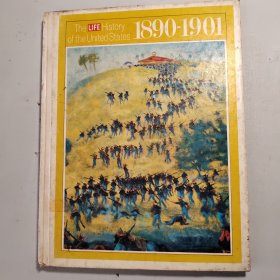 The LIFE History
of the United States
1890-1901